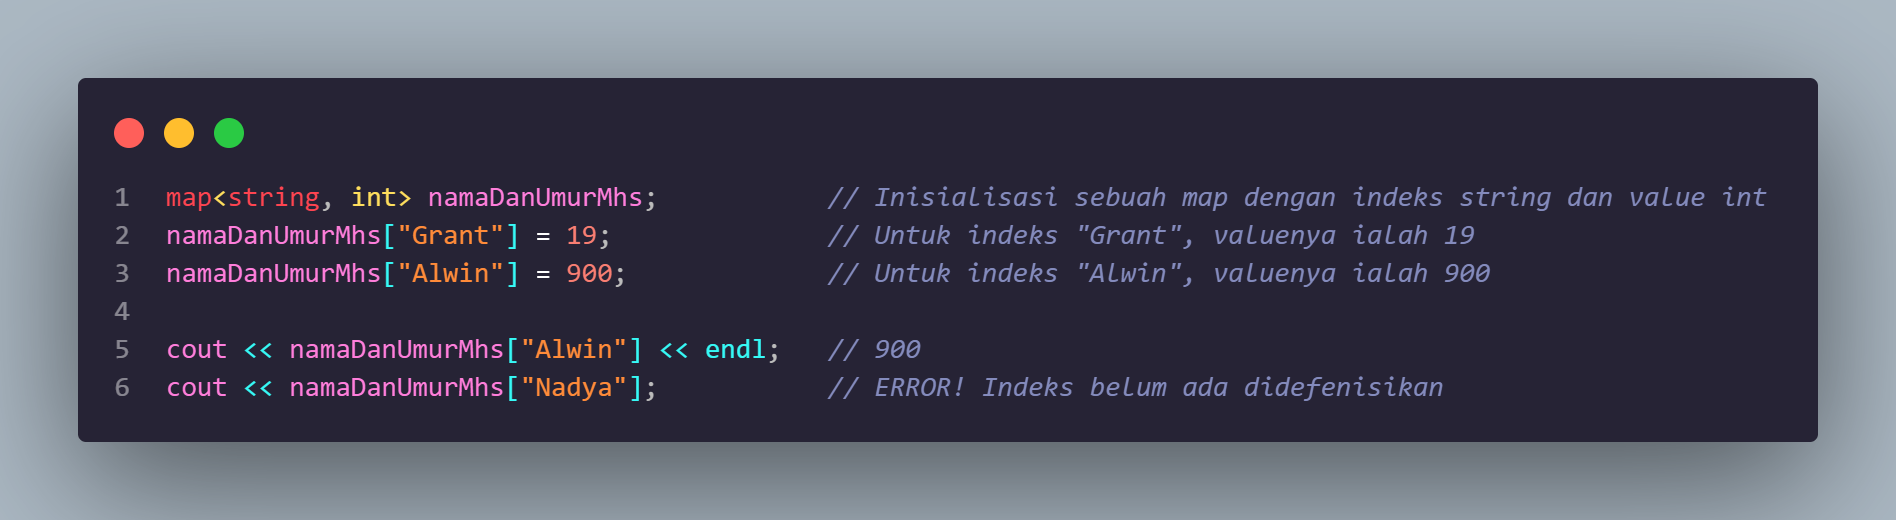 1 map<string, int> namaDanUmurMhs; // Inisialisasi sebuah map dengan indeks string dan value int
2 namaDanUmurMhs["Grant"] = 19; // Untuk indeks "Grant", valuenya ialah 19
3 namaDanUmurMhs["Alwin"] = 900; // Untuk indeks "Alwin", valuenya ialah 900
4
5 cout << namaDanUmurMhs["Alwin"] << endl; // 900
6 cout << namaDanUmurMhs["Nadya"]; // ERROR! Indeks belum ada didefenisikan